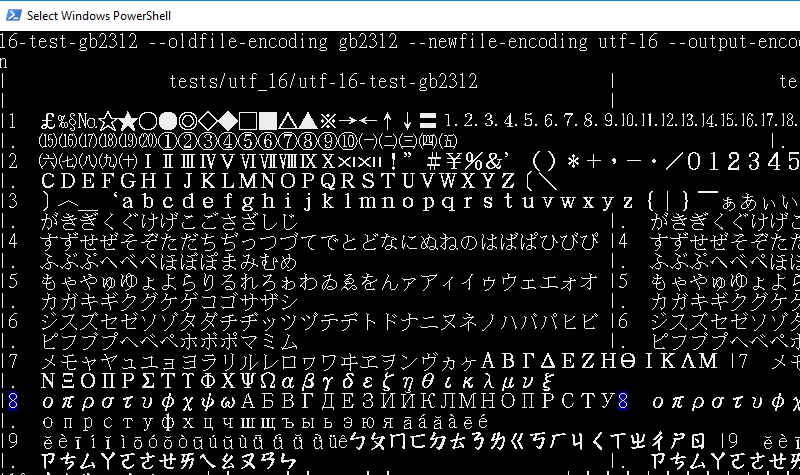 Select Windows PowerShell
16-test-gb2312 --oldfile-encoding gb2312 --newfile-encoding utf-16 --output-enco
n
| tests/utf_16/utf-16-test-gb2312 | te
| |
|1 £‰§№☆★○●◎◇◆□■△▲※→←↑↓〓⒈⒉⒊⒋⒌⒍⒎⒏⒐⒑⒒⒓⒔⒕⒖⒗⒘
|. ⒂⒃⒄⒅⒆⒇①②③④⑤⑥⑦⑧⑨⑩㈠㈡㈢㈣㈤ |.
|2 ㈥㈦㈧㈨㈩ⅠⅡⅢⅣⅤⅥⅦⅧⅨⅩⅪⅫ!"#¥%&'()*+,-./012345
|. CDEFGHIJKLMNOPQRSTUVWXYZ[\
|3 ]^_`abcdefghijklmnopqrstuvwxyz{|} ̄ぁあぃい
|. がきぎくぐけげこごさざしじ |. がきぎくぐけげこご
|4 すずせぜそぞただちぢっつづてでとどなにぬねのはばぱひびぴ |4 すずせぜそぞただち
|. ふぶぷへべぺほぼぽまみむめ |. ふぶぷへべぺほぼぽ
|5 もゃやゅゆょよらりるれろゎわゐゑをんァアィイゥウェエォオ |5 もゃやゅゆょよらり
|. カガキギクグケゲコゴサザシ |. カガキギクグケゲコ
|6 ジスズセゼソゾタダチヂッツヅテデトドナニヌネノハバパヒビ |6 ジスズセゼソゾタダ
|. ピフブプヘベペホボポマミム |. ピフブプヘベペホボ
|7 メモャヤュユョヨラリルレロヮワヰヱヲンヴヵヶΑΒΓΔΕΖΗΘΙΚΛΜ |7 メモ
|. ΝΞΟΠΡΣΤΥΦΧΨΩαβγδεζηθικλμνξ
|8 οπρστυφχψωАБВГДЕЗИЙКЛМНОПРСТУ8 οπρστυφχ
|. опрстуфхцчшщъыьэюяāáǎàēé
|9 ěèīíǐìōóǒòūúǔùǖǘǚǜüêㄅㄆㄇㄈㄉㄊㄋㄍㄎㄏㄐㄑㄒㄓㄔㄕㄖ |9 ěèī